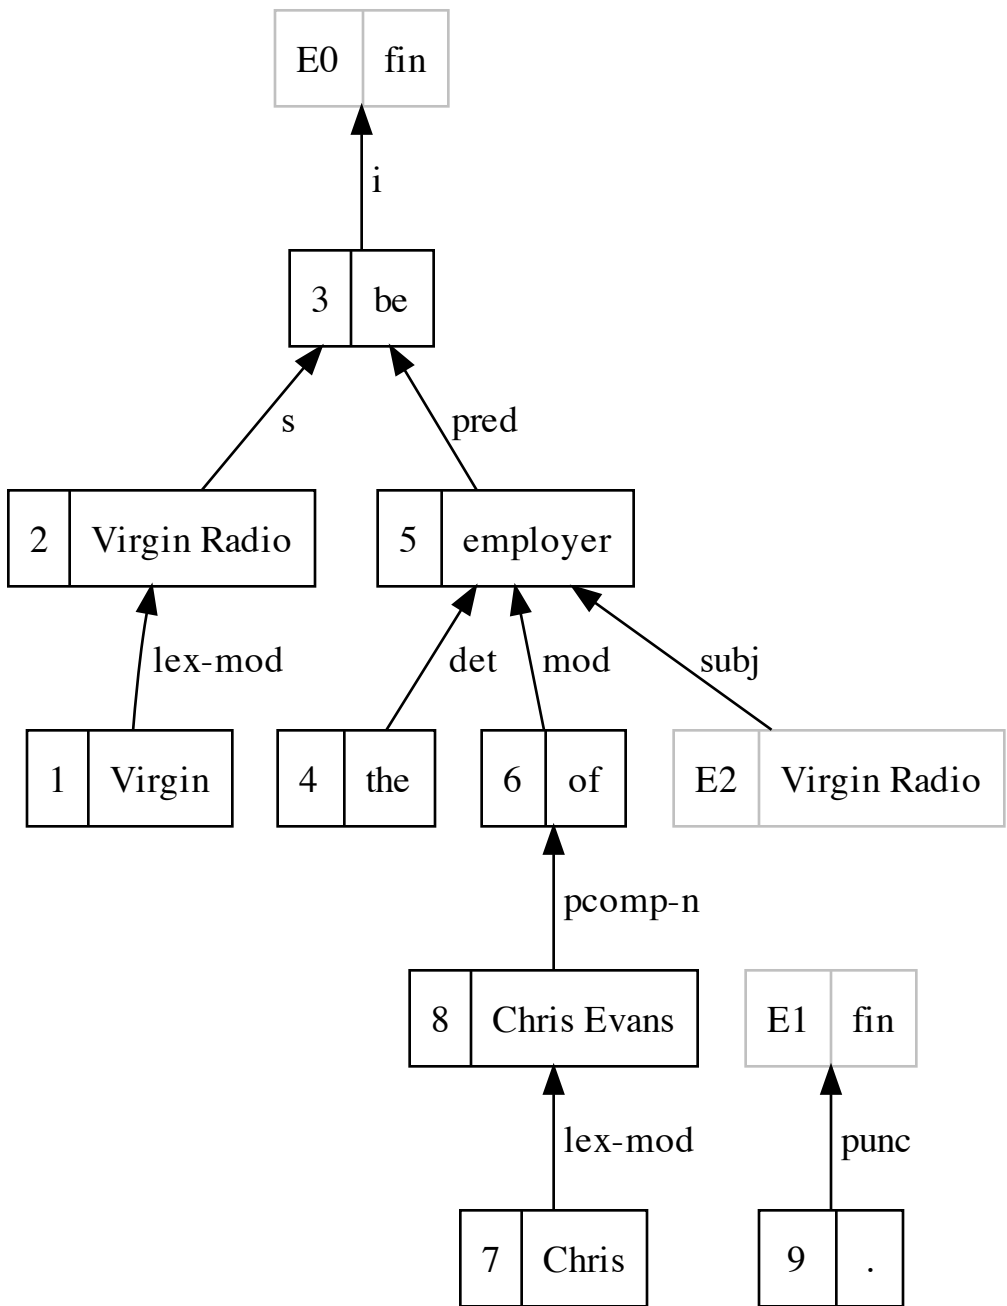 E0 fin
i
3 be
s pred
2 Virgin Radio 5 employer
lex-mod det mod subj
1 Virgin 4 the 6 of E2 Virgin Radio
pcomp-n
8 Chris Evans E1 fin
lex-mod punc
7 Chris 9 .